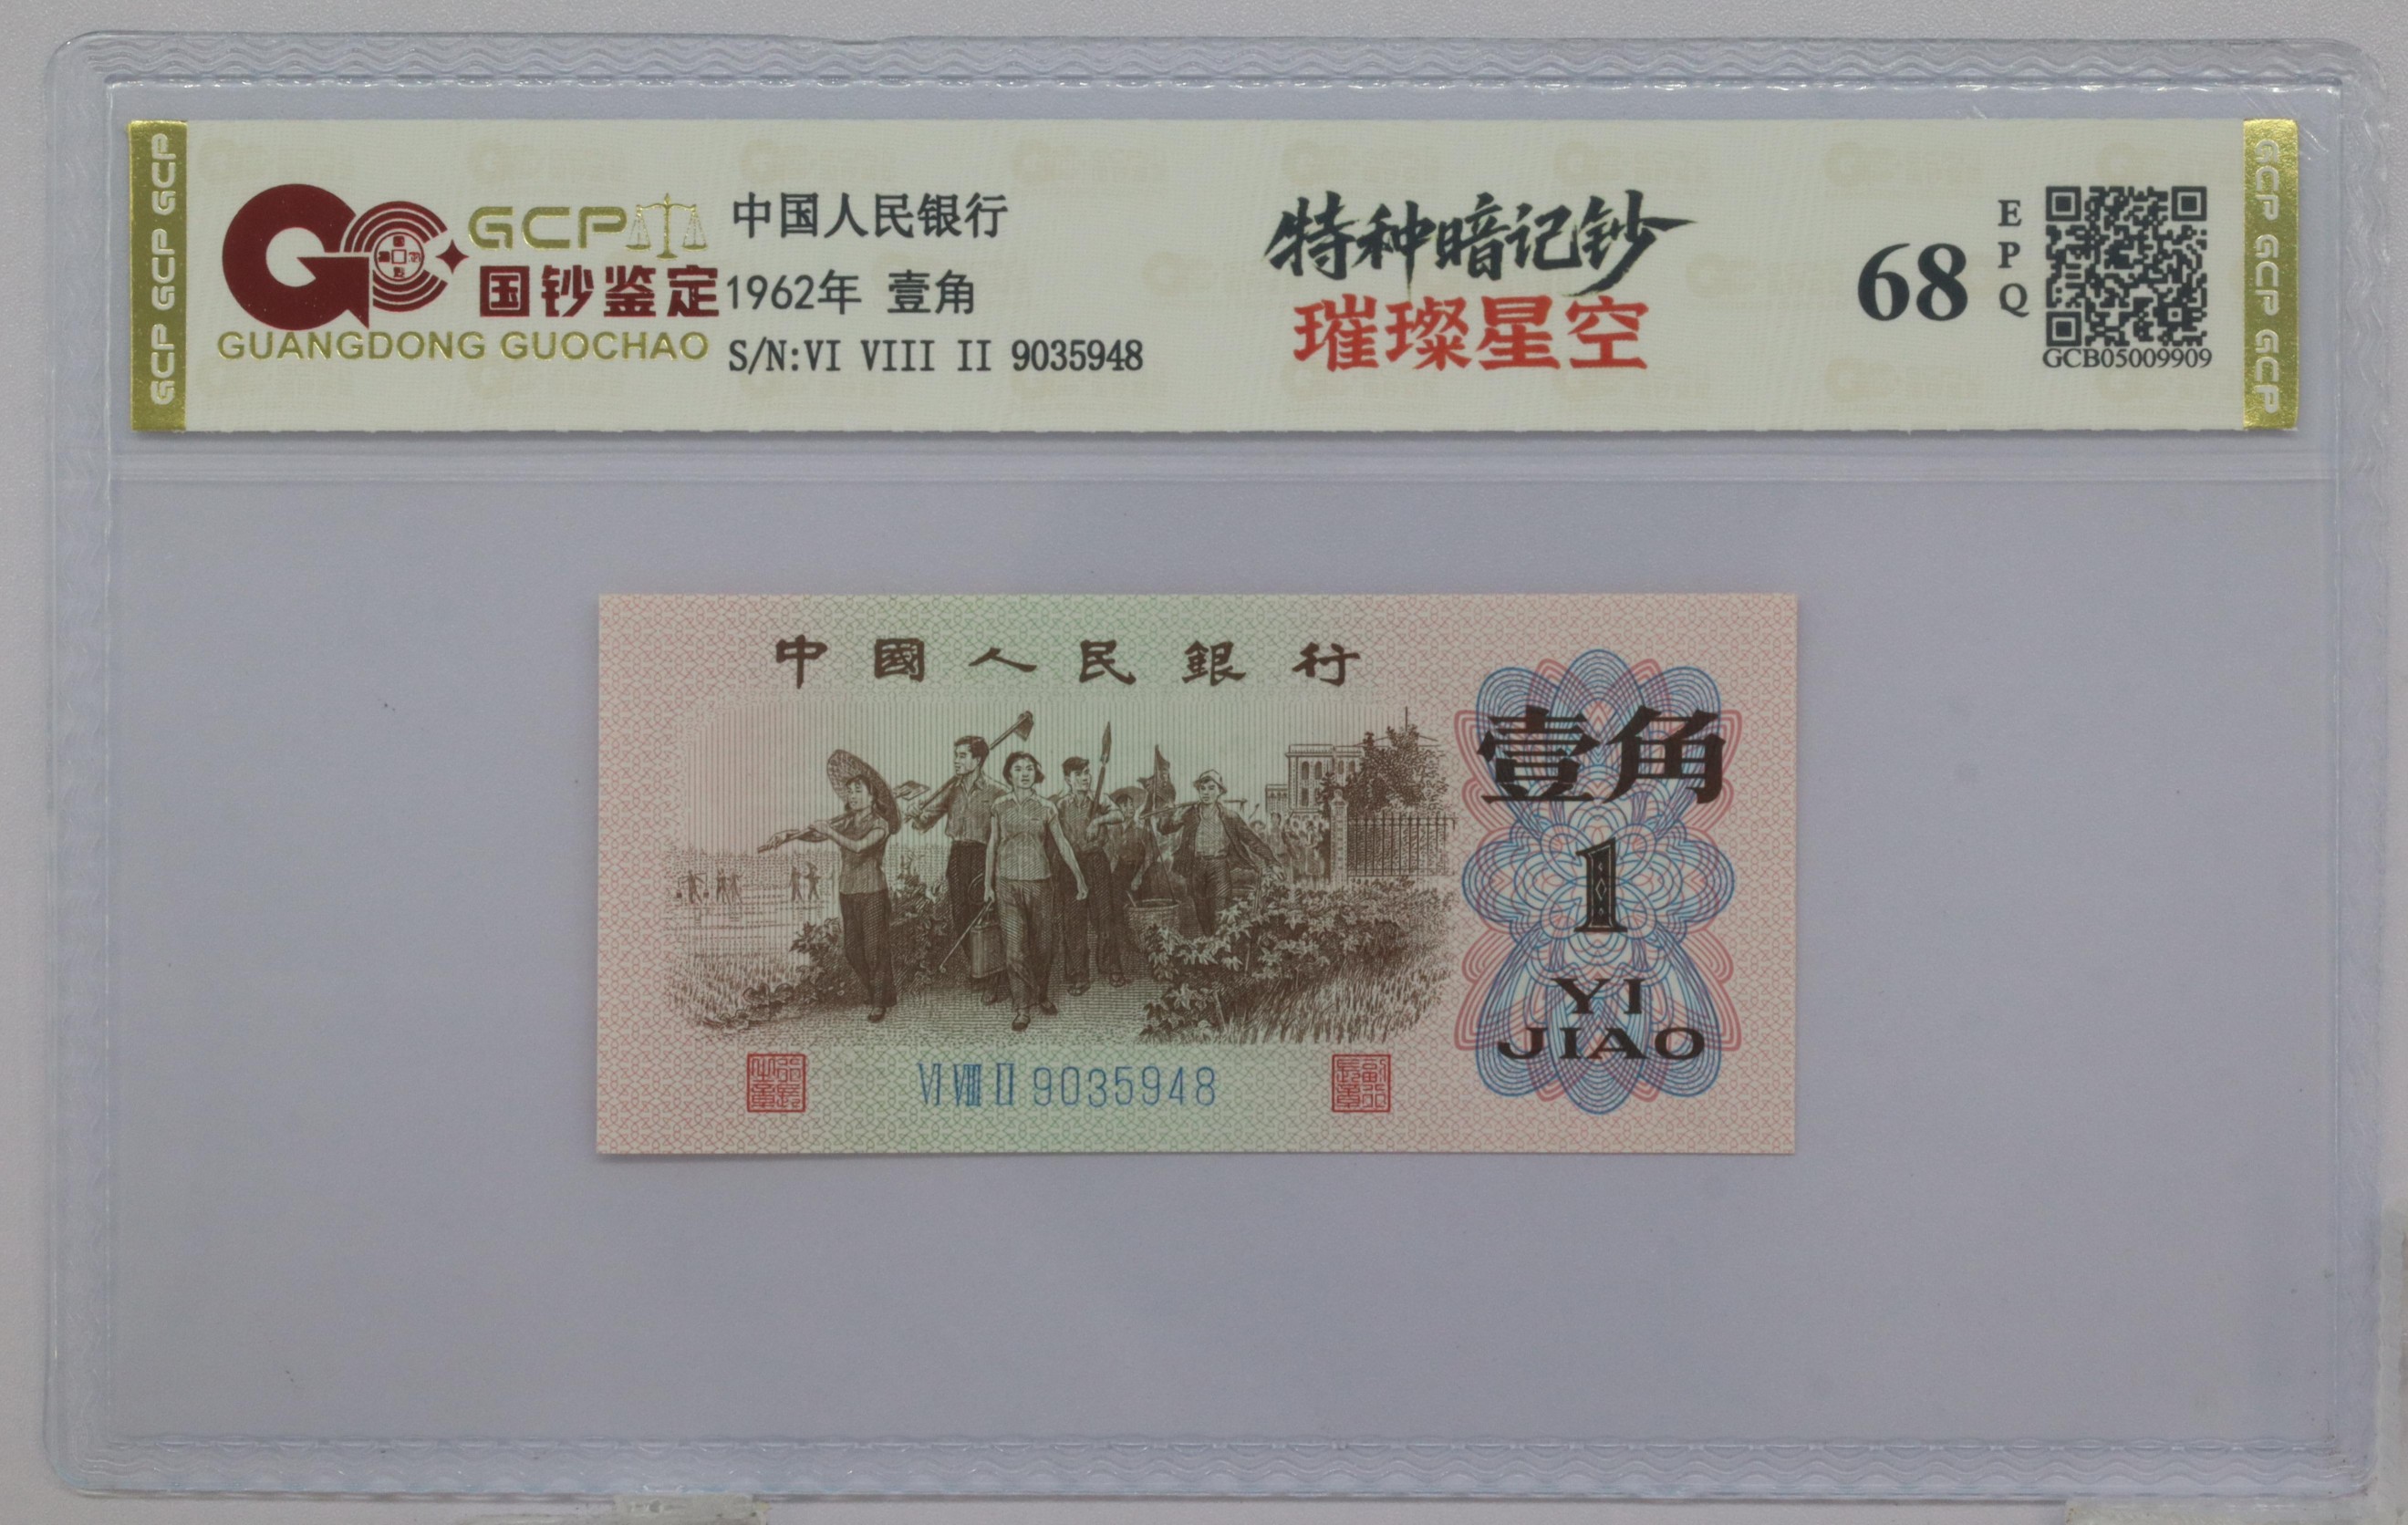 GCP GCP GCP
GCP
国钞鉴定
GUANGDONG GUOCHAO
中国人民银行
1962年 壹角
S/N:VI VIII II 9035948
特种暗记钞
璀璨星空
68
EPQ
GCB05009909
GCP GCP GCP
中國人民銀行
壹角
1
YI
JIAO
VI VIII II 9035948